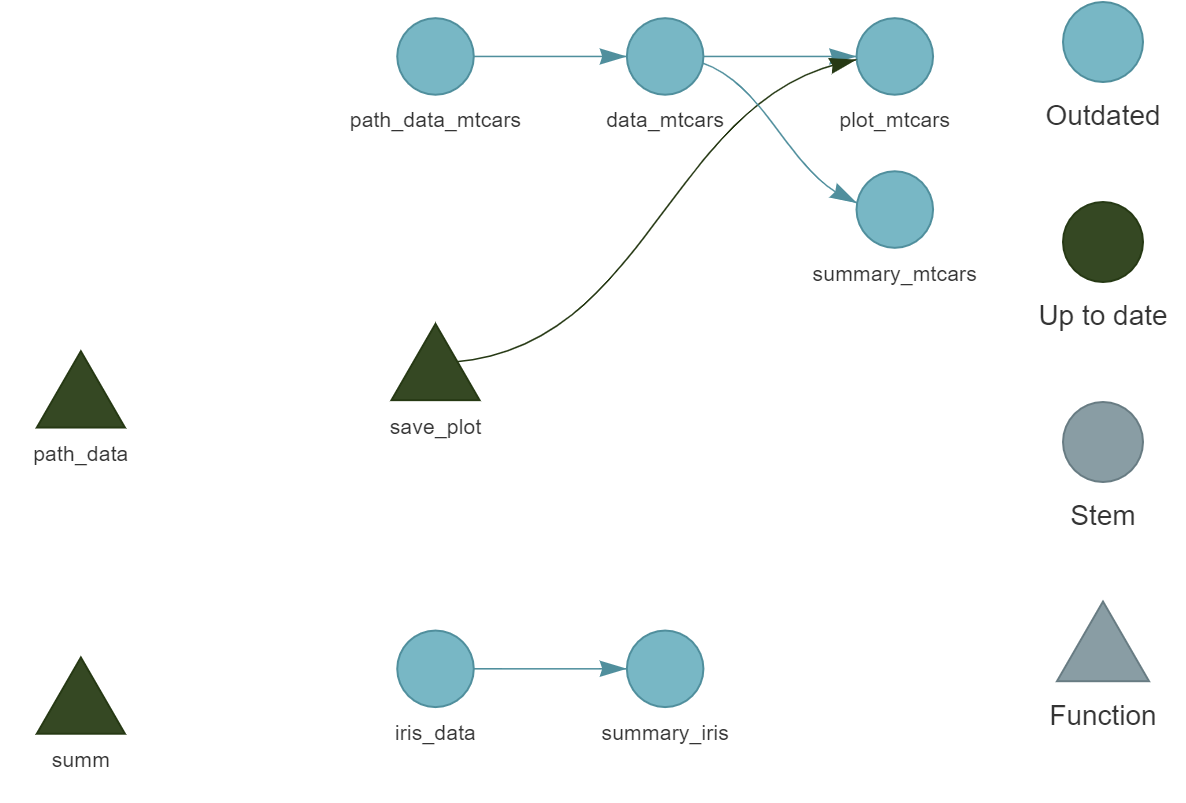 path_data_mtcars
data_mtcars
plot_mtcars
Outdated
summary_mtcars
Up to date
path_data
save_plot
Stem
summ
iris_data
summary_iris
Function